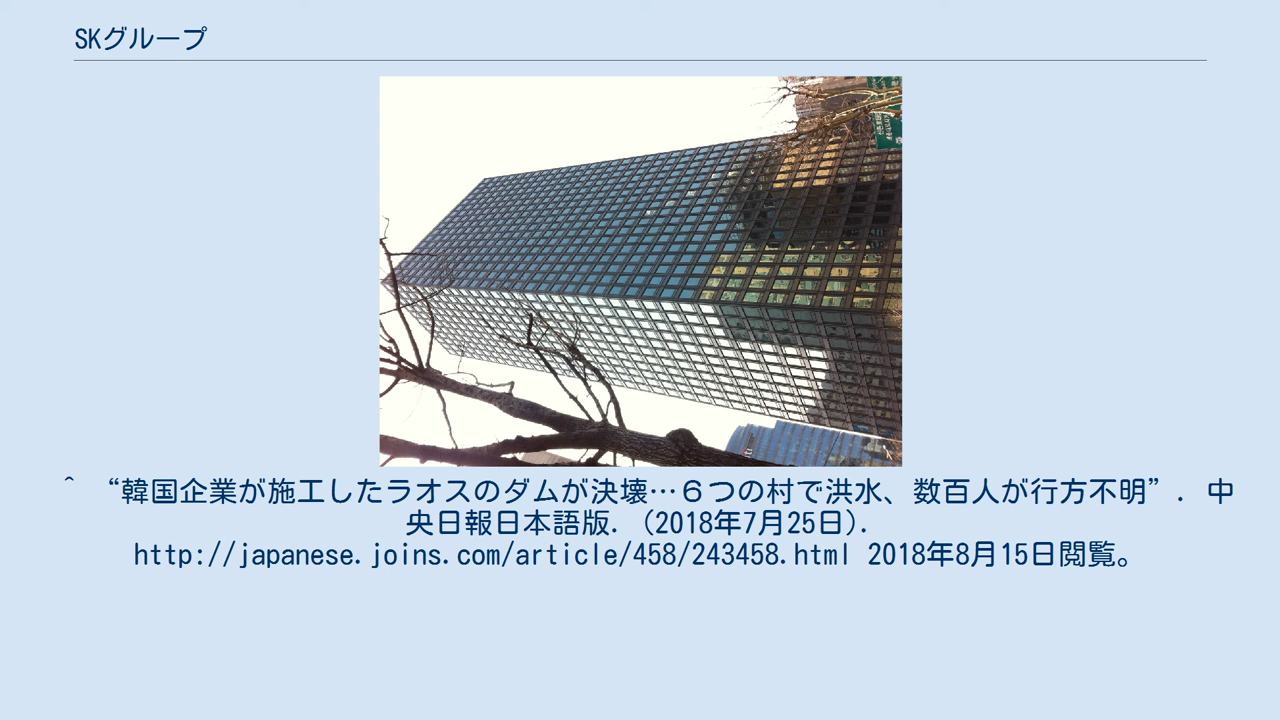 SKグループ
^ “韓国企業が施工したラオスのダムが決壊…６つの村で洪水、数百人が行方不明”. 中
央日報日本語版. (2018年7月25日).
http://japanese.joins.com/article/458/243458.html 2018年8月15日閲覧。